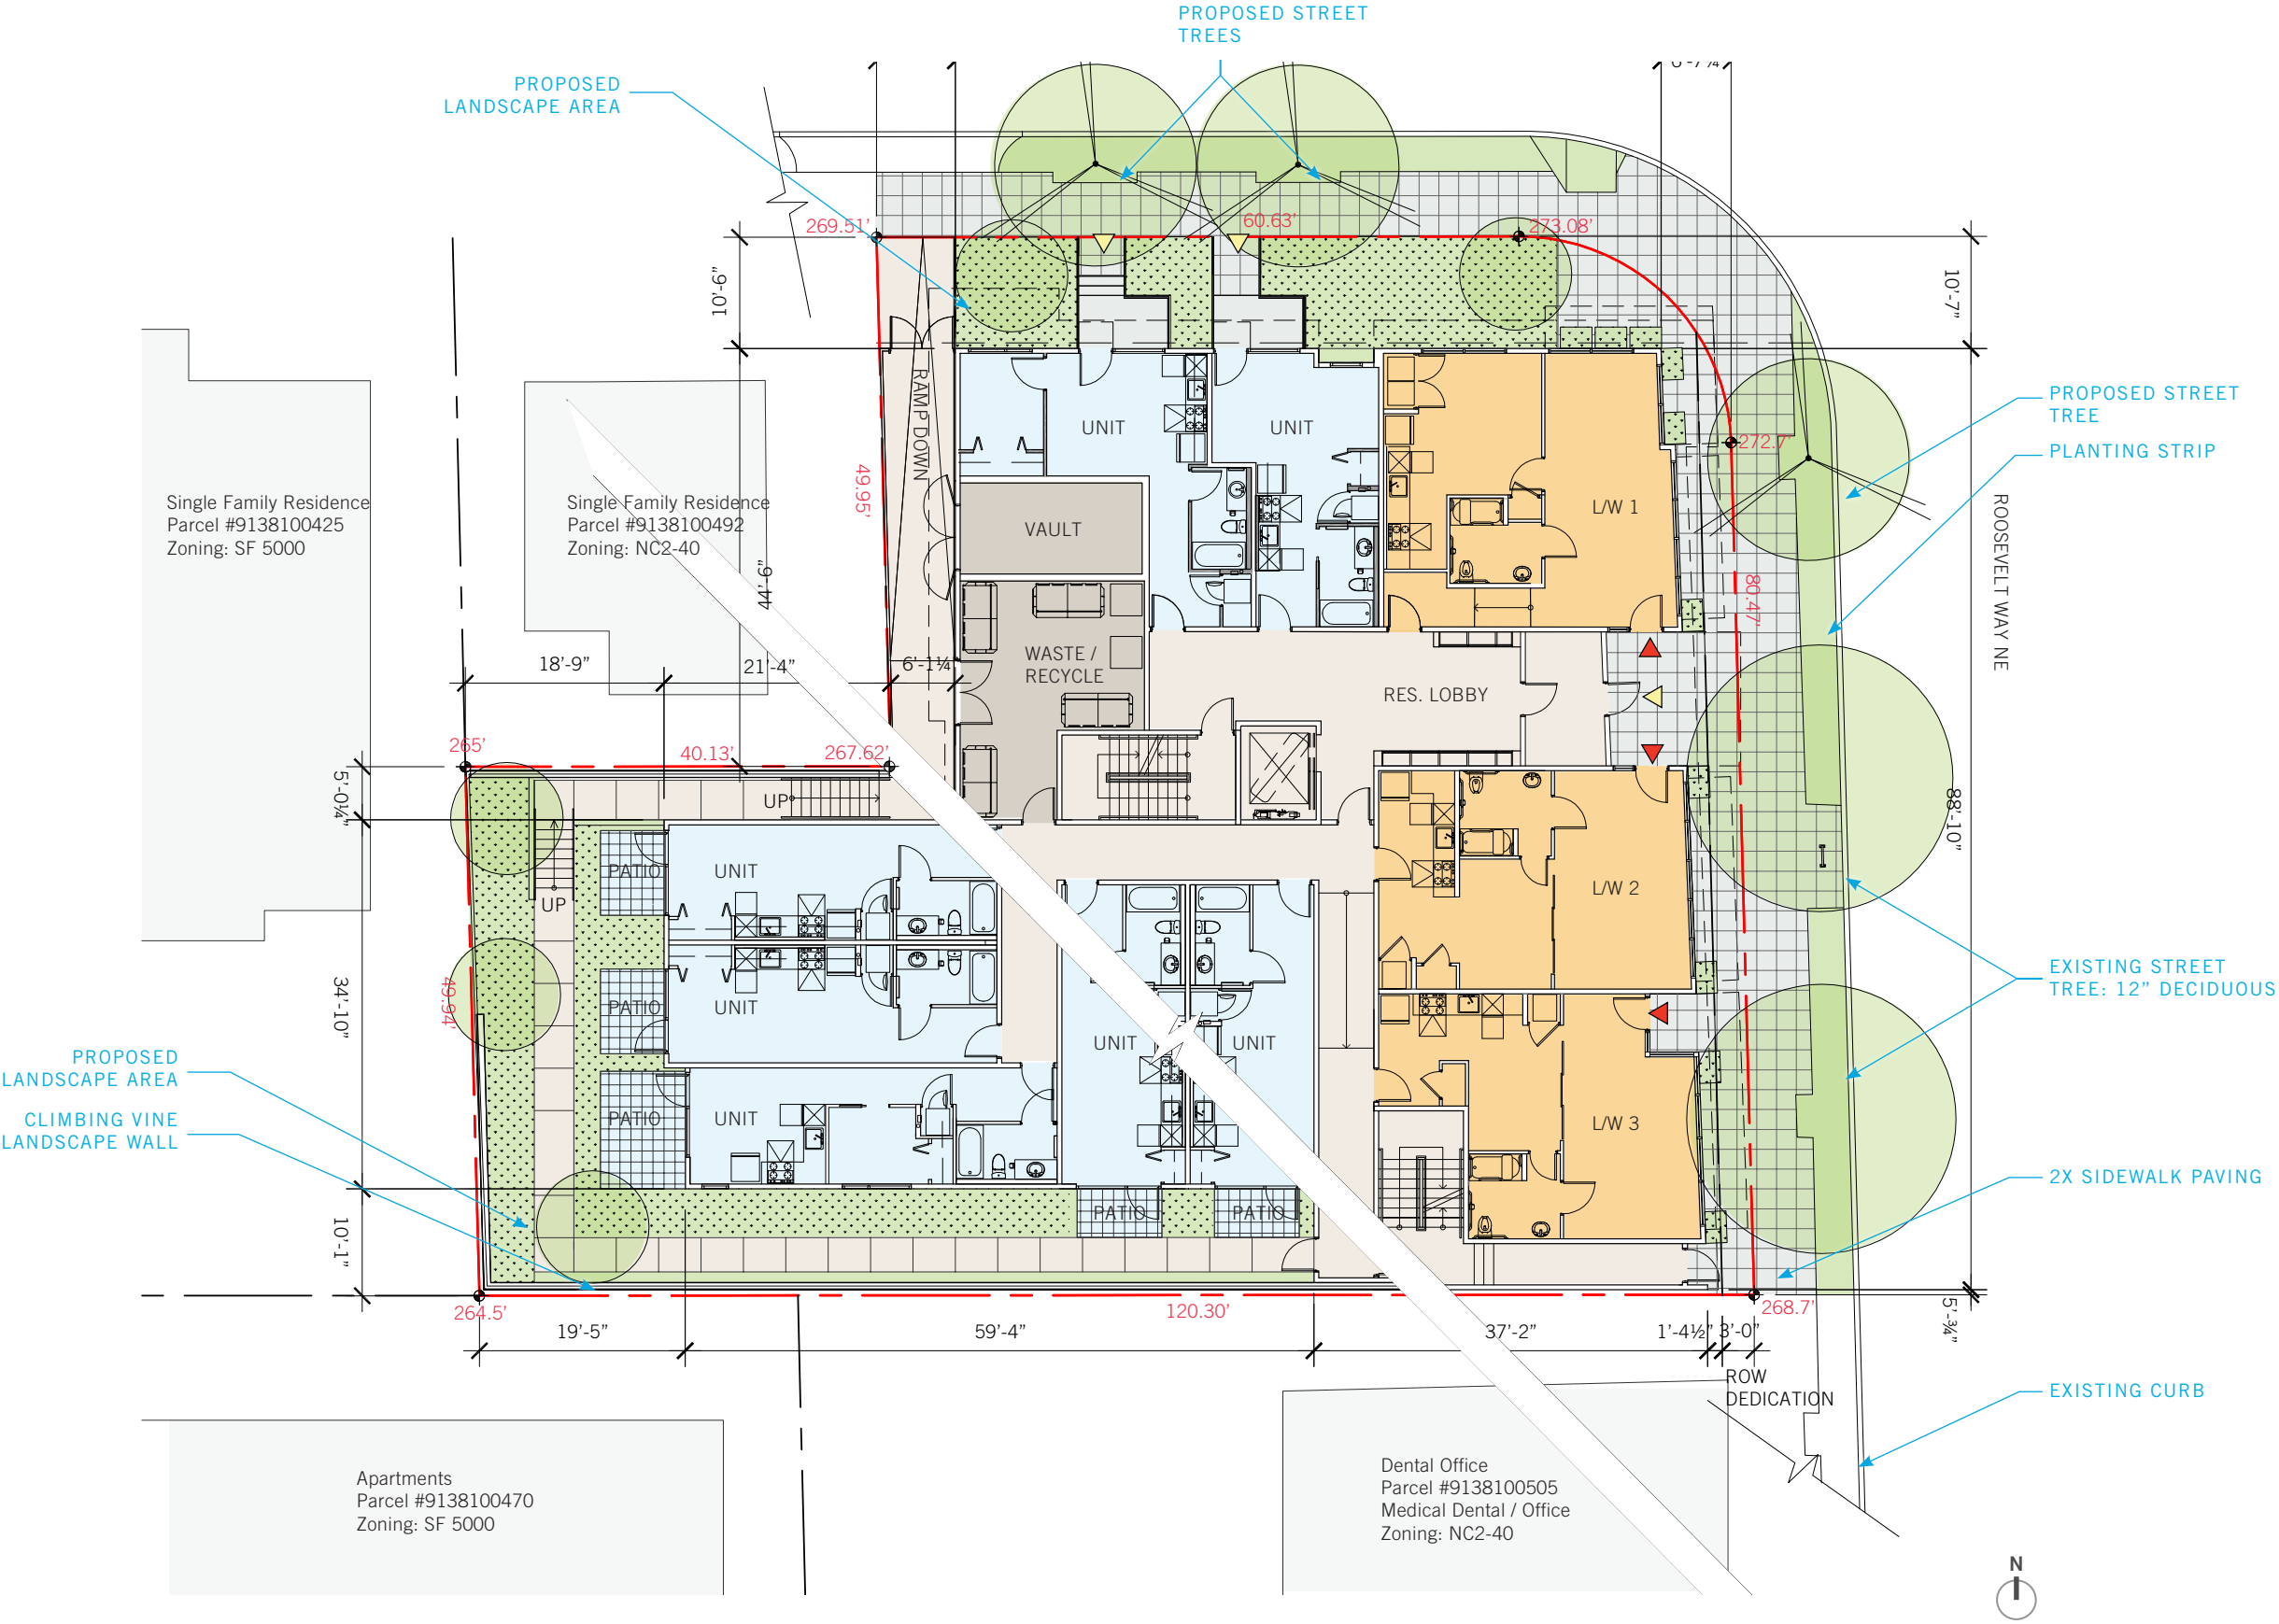 PROPOSED STREET
TREES
PROPOSED
LANDSCAPE AREA
269.51'
60.63'
273.08'
10'-6"
10'-7"
RAMP DOWN
UNIT
UNIT
L/W 1
272.7'
PROPOSED STREET
TREE
PLANTING STRIP
ROOSEVELT WAY NE
Single Family Residence
Parcel #9138100425
Zoning: SF 5000
Single Family Residence
Parcel #9138100492
Zoning: NC2-40
49.95'
44'-6"
VAULT
80.47'
WASTE /
RECYCLE
RES. LOBBY
18'-9"
21'-4"
6'-1¼"
265'
40.13'
267.62'
5'-0¼"
UP
88'-10"
PATIO
UNIT
UP
L/W 2
PATIO
UNIT
49.94'
34'-10"
UNIT
UNIT
EXISTING STREET
TREE: 12” DECIDUOUS
PROPOSED
LANDSCAPE AREA
CLIMBING VINE
LANDSCAPE WALL
PATIO
UNIT
L/W 3
2X SIDEWALK PAVING
PATIO
PATIO
10'-1"
264.5'
120.30'
268.7'
5'-¾"
19'-5"
59'-4"
37'-2"
1'-4½"
3'-0"
ROW
DEDICATION
EXISTING CURB
Apartments
Parcel #9138100470
Zoning: SF 5000
Dental Office
Parcel #9138100505
Medical Dental / Office
Zoning: NC2-40
N